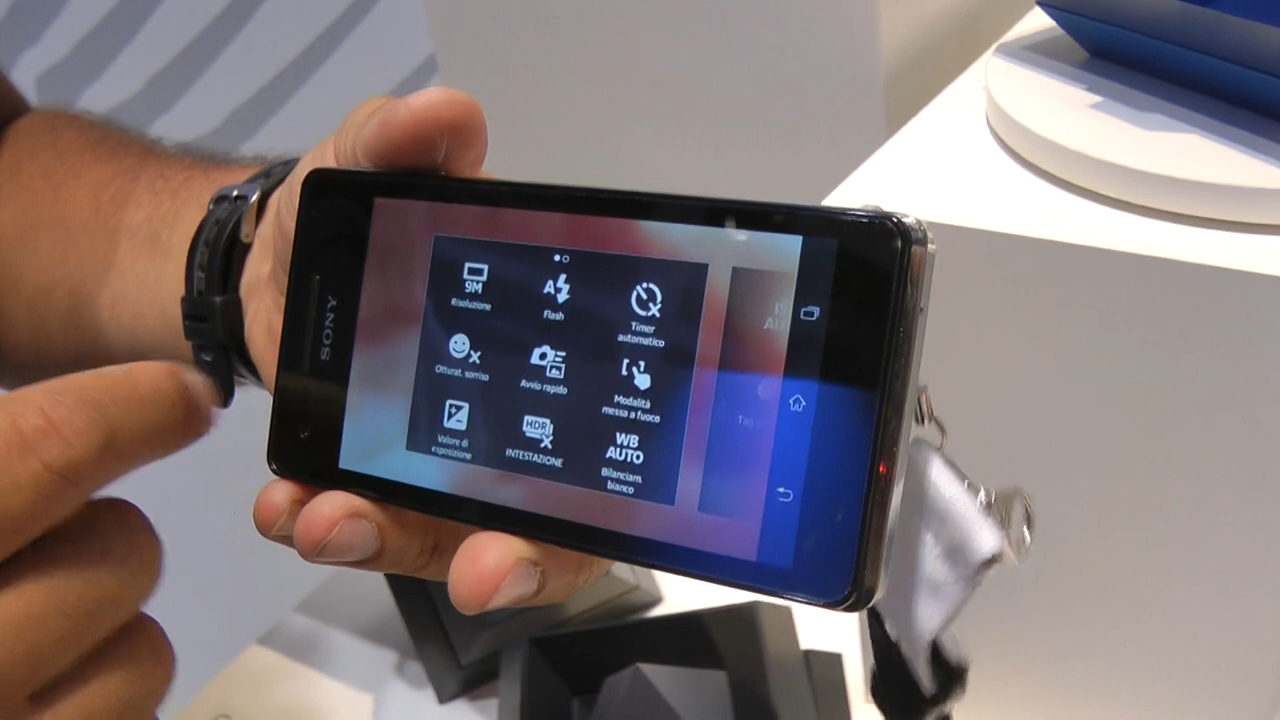 SONY
9M
Risoluzione
A
Flash
Timer
automatico
Otturat. sorriso
Avvio rapido
Modalità
messa a fuoco
Valore di
esposizione
HDR
INTESTAZIONE
WB
AUTO
Bilanciam.
bianco